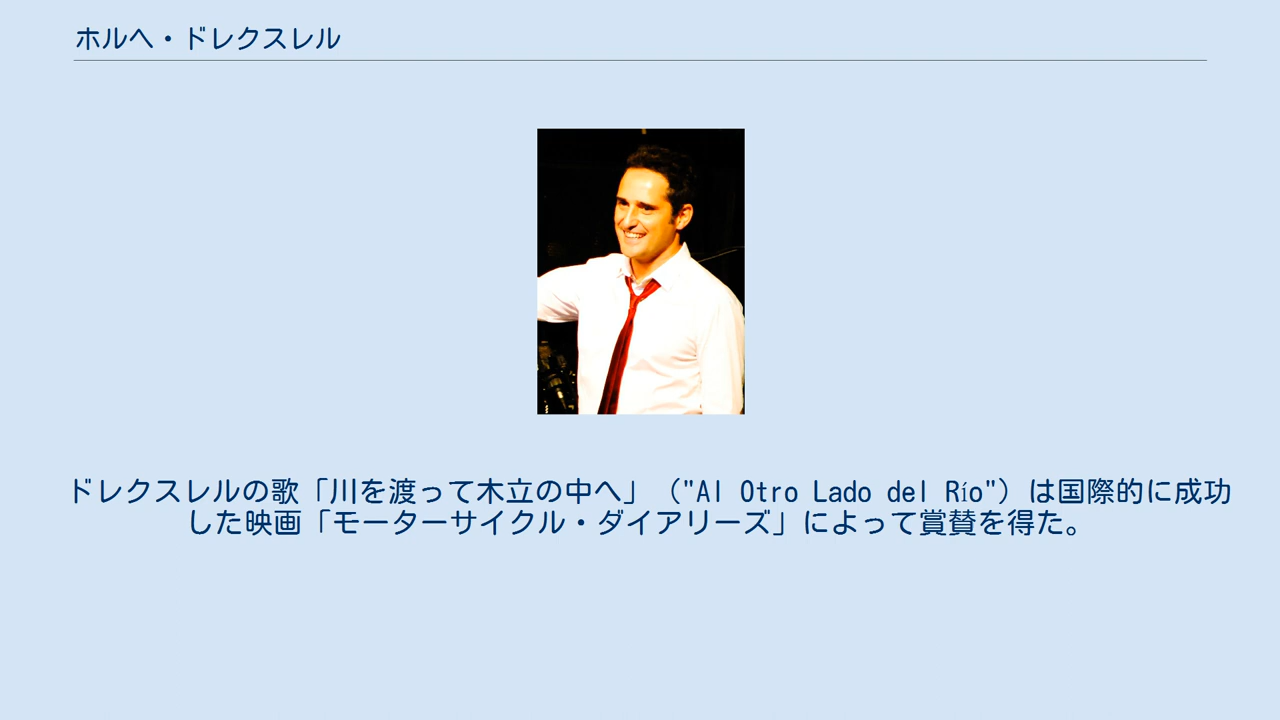 ホルヘ・ドレクスレル
ドレクスレルの歌「川を渡って木立の中へ」（"Al Otro Lado del Río"）は国際的に成功
した映画「モーターサイクル・ダイアリーズ」によって賞賛を得た。